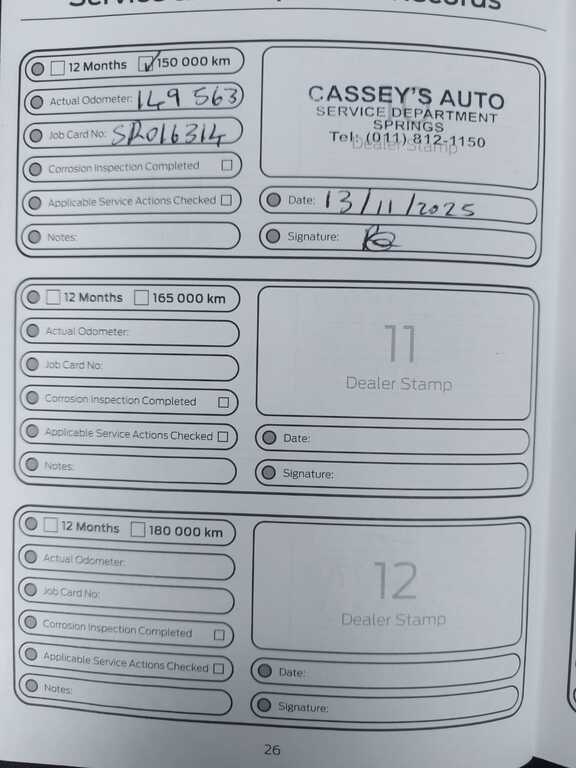 12 Months 150 000 km
Actual Odometer: 149 563
Job Card No: SR016314
Corrosion Inspection Completed
Applicable Service Actions Checked
Notes:
CASSEY'S AUTO
SERVICE DEPARTMENT
SPRINGS
Tel: (011) 812-1150
Dealer Stamp
Date: 13/11/2025
Signature:
12 Months 165 000 km
Actual Odometer:
Job Card No:
Corrosion Inspection Completed
Applicable Service Actions Checked
Notes:
11
Dealer Stamp
Date:
Signature:
12 Months 180 000 km
Actual Odometer:
Job Card No:
Corrosion Inspection Completed
Applicable Service Actions Checked
Notes:
12
Dealer Stamp
Date:
Signature:
26